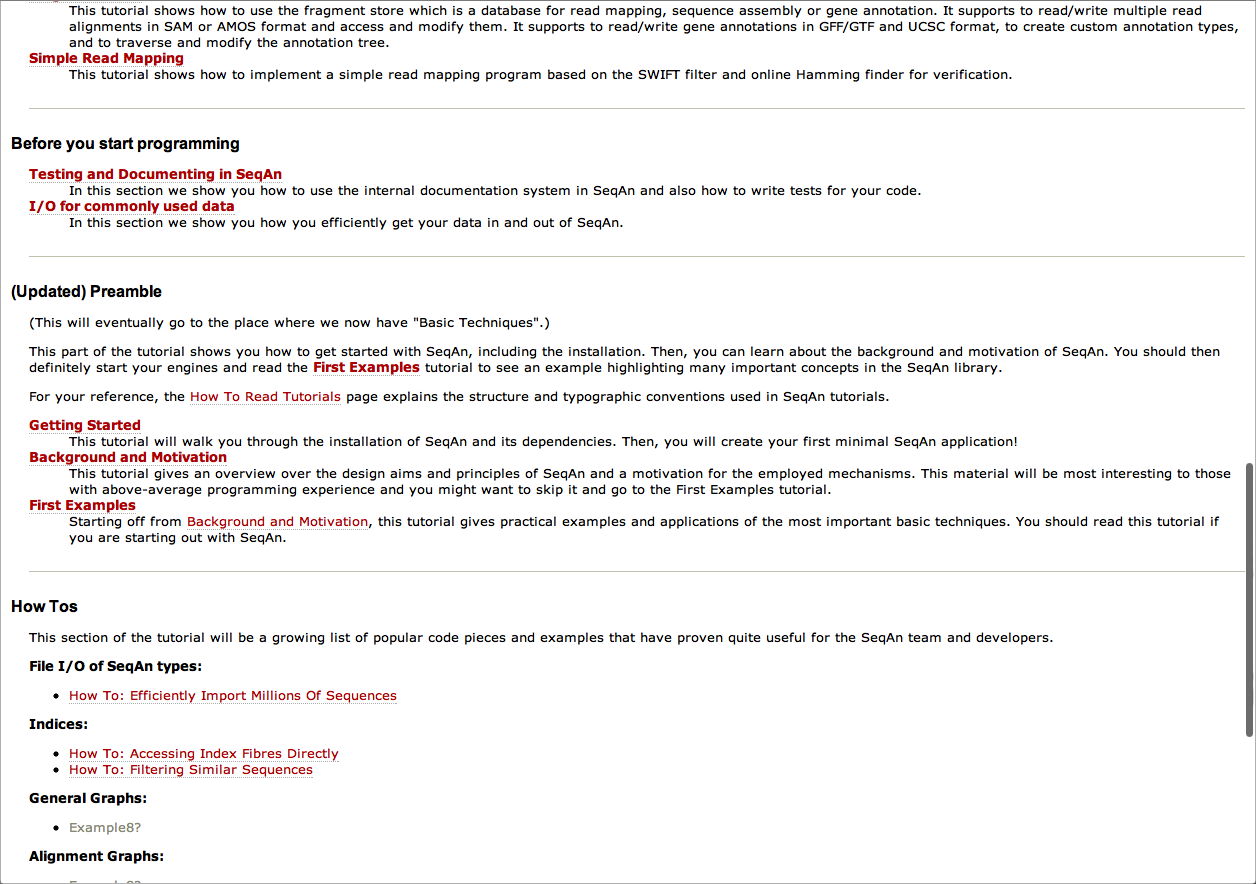 This tutorial shows how to use the fragment store which is a database for read mapping, sequence assembly or gene annotation. It supports to read/write multiple read
alignments in SAM or AMOS format and access and modify them. It supports to read/write gene annotations in GFF/GTF and UCSC format, to create custom annotation types,
and to traverse and modify the annotation tree.
Simple Read Mapping
This tutorial shows how to implement a simple read mapping program based on the SWIFT filter and online Hamming finder for verification.
Before you start programming
Testing and Documenting in SeqAn
In this section we show you how to use the internal documentation system in SeqAn and also how to write tests for your code.
I/O for commonly used data
In this section we show you how you efficiently get your data in and out of SeqAn.
(Updated) Preamble
(This will eventually go to the place where we now have "Basic Techniques".)
This part of the tutorial shows you how to get started with SeqAn, including the installation. Then, you can learn about the background and motivation of SeqAn. You should then
definitely start your engines and read the First Examples tutorial to see an example highlighting many important concepts in the SeqAn library.
For your reference, the How To Read Tutorials page explains the structure and typographic conventions used in SeqAn tutorials.
Getting Started
This tutorial will walk you through the installation of SeqAn and its dependencies. Then, you will create your first minimal SeqAn application!
Background and Motivation
This tutorial gives an overview over the design aims and principles of SeqAn and a motivation for the employed mechanisms. This material will be most interesting to those
with above-average programming experience and you might want to skip it and go to the First Examples tutorial.
First Examples
Starting off from Background and Motivation, this tutorial gives practical examples and applications of the most important basic techniques. You should read this tutorial if
you are starting out with SeqAn.
How Tos
This section of the tutorial will be a growing list of popular code pieces and examples that have proven quite useful for the SeqAn team and developers.
File I/O of SeqAn types:
• How To: Efficiently Import Millions Of Sequences
Indices:
• How To: Accessing Index Fibres Directly
• How To: Filtering Similar Sequences
General Graphs:
• Example8?
Alignment Graphs: